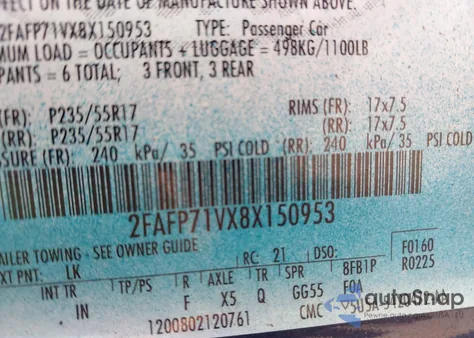 EFFECT ON THE DATE OF MANUFACTURE SHOWN ABOVE.
2FAFP71VX8X150953 TYPE: Passenger Car
MUM LOAD = OCCUPANTS + LUGGAGE = 498KG/1100LB
PANTS = 6 TOTAL; 3 FRONT, 3 REAR
(FR): P235/55R17 RIMS (FR): 17x7.5
(RR): P235/55R17 (RR): 17x7.5
SURE (FR): 240 kPa/ 35 PSI COLD (RR): 240 kPa/ 35 PSI COLD
2FAFP71VX8X150953
AILER TOWING - SEE OWNER GUIDE
EXT PNT: LK RC: 21 DSO: F0160
INT TR TP/PS R AXLE TR SPR 8FB1P R0225
IN F X5 Q GG55 F0A
CMC
1200802120761
autoSnap